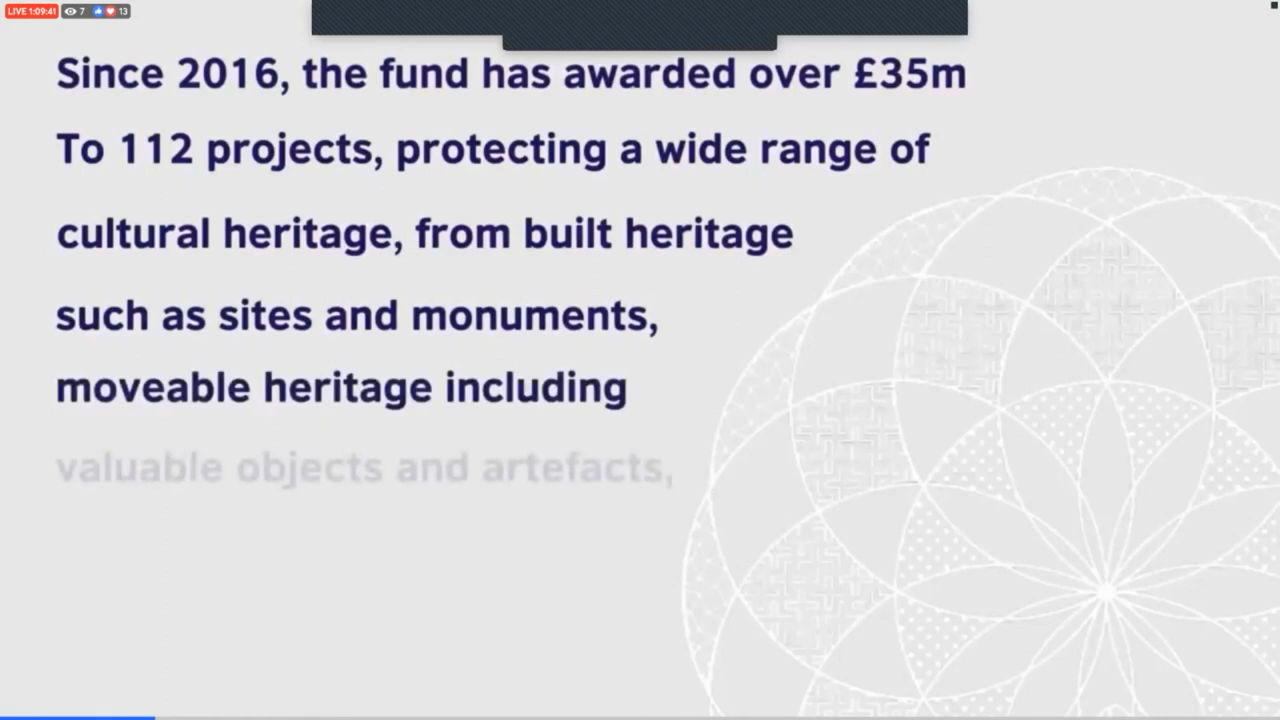 LIVE 1:09:41 7 13
Since 2016, the fund has awarded over £35m
To 112 projects, protecting a wide range of
cultural heritage, from built heritage
such as sites and monuments,
moveable heritage including
valuable objects and artefacts,